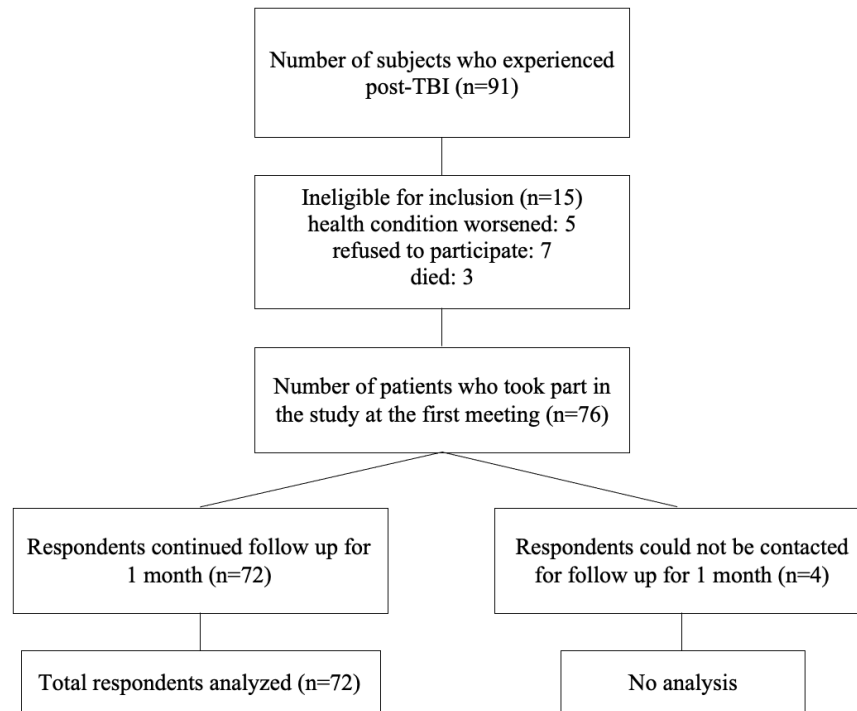 Number of subjects who experienced
post-TBI (n=91)
Ineligible for inclusion (n=15)
health condition worsened: 5
refused to participate: 7
died: 3
Number of patients who took part in
the study at the first meeting (n=76)
Respondents continued follow up for
1 month (n=72)
Respondents could not be contacted
for follow up for 1 month (n=4)
Total respondents analyzed (n=72)
No analysis